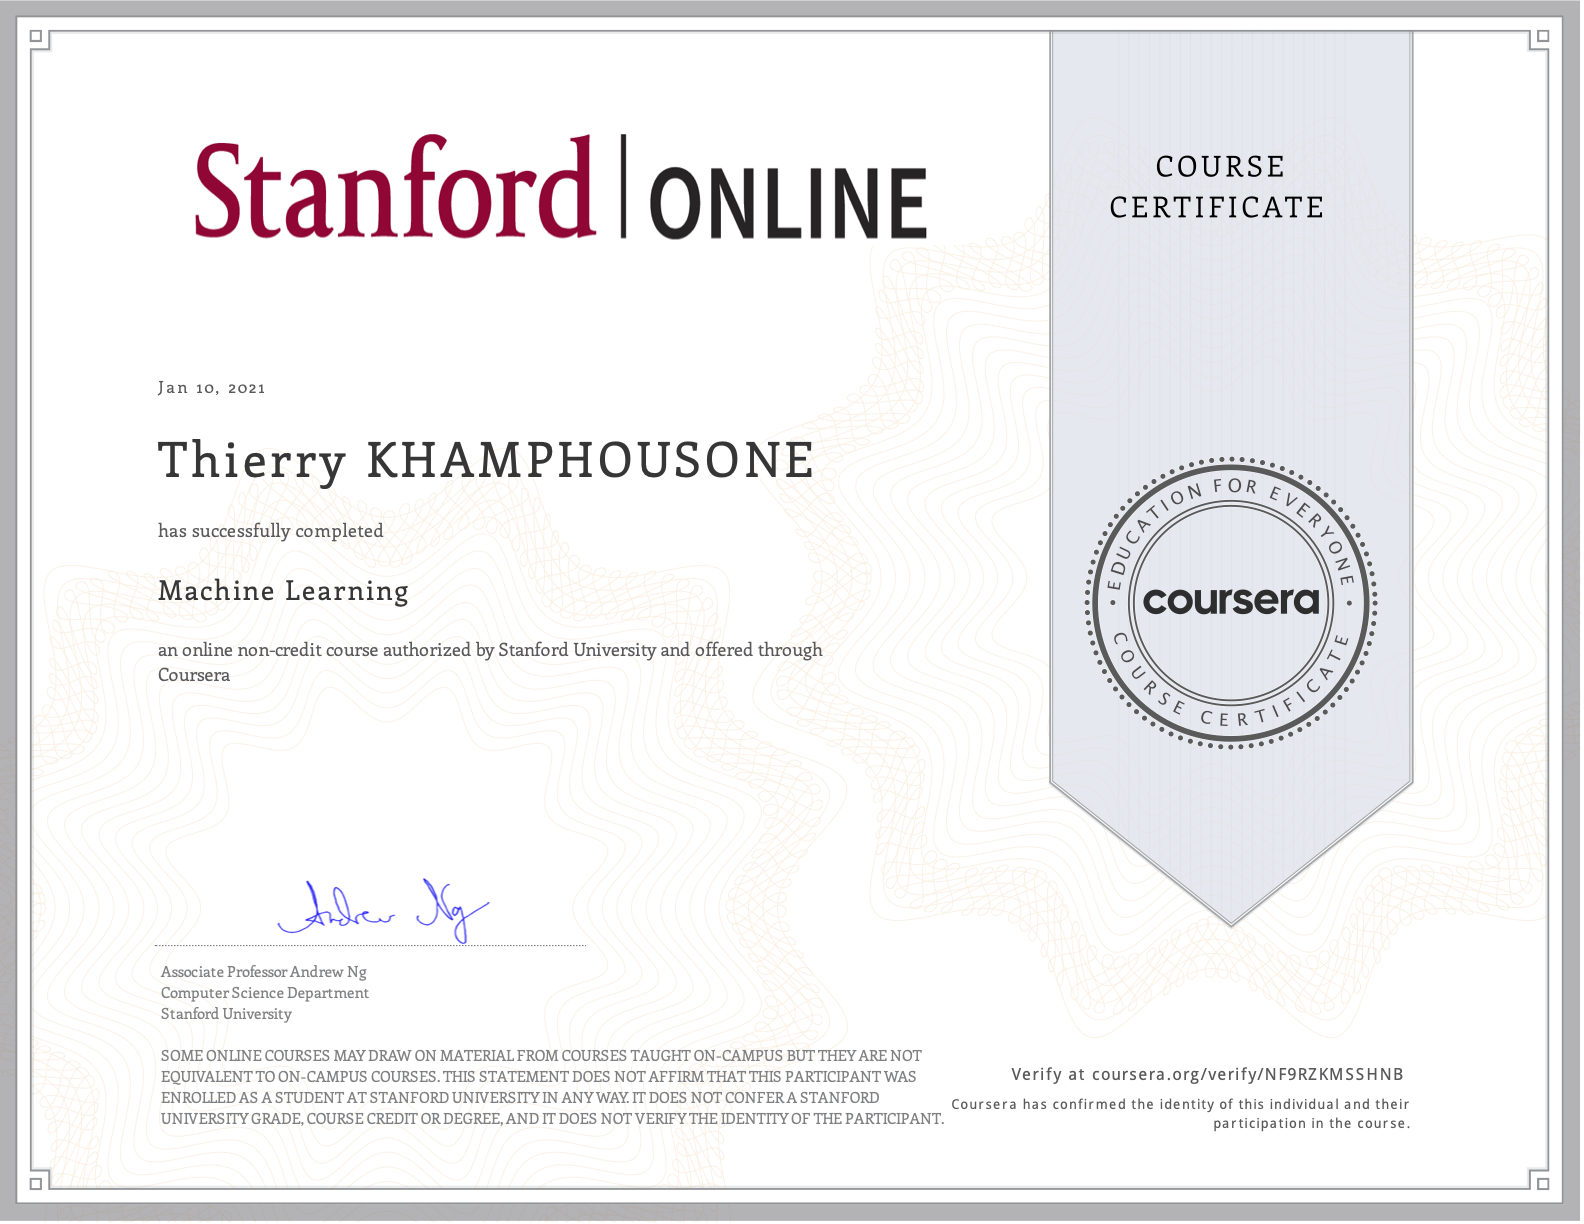 Stanford | ONLINE
COURSE
CERTIFICATE
Jan 10, 2021
Thierry KHAMPHOUSONE
has successfully completed
Machine Learning
an online non-credit course authorized by Stanford University and offered through
Coursera
EDUCATION FOR EVERYONE
coursera
COURSE CERTIFICATE
Andrew Ng
Associate Professor Andrew Ng
Computer Science Department
Stanford University
SOME ONLINE COURSES MAY DRAW ON MATERIAL FROM COURSES TAUGHT ON-CAMPUS BUT THEY ARE NOT
EQUIVALENT TO ON-CAMPUS COURSES. THIS STATEMENT DOES NOT AFFIRM THAT THIS PARTICIPANT WAS
ENROLLED AS A STUDENT AT STANFORD UNIVERSITY IN ANY WAY. IT DOES NOT CONFER A STANFORD
UNIVERSITY GRADE, COURSE CREDIT OR DEGREE, AND IT DOES NOT VERIFY THE IDENTITY OF THE PARTICIPANT.
Verify at coursera.org/verify/NF9RZKMSSHNB
Coursera has confirmed the identity of this individual and their
participation in the course.